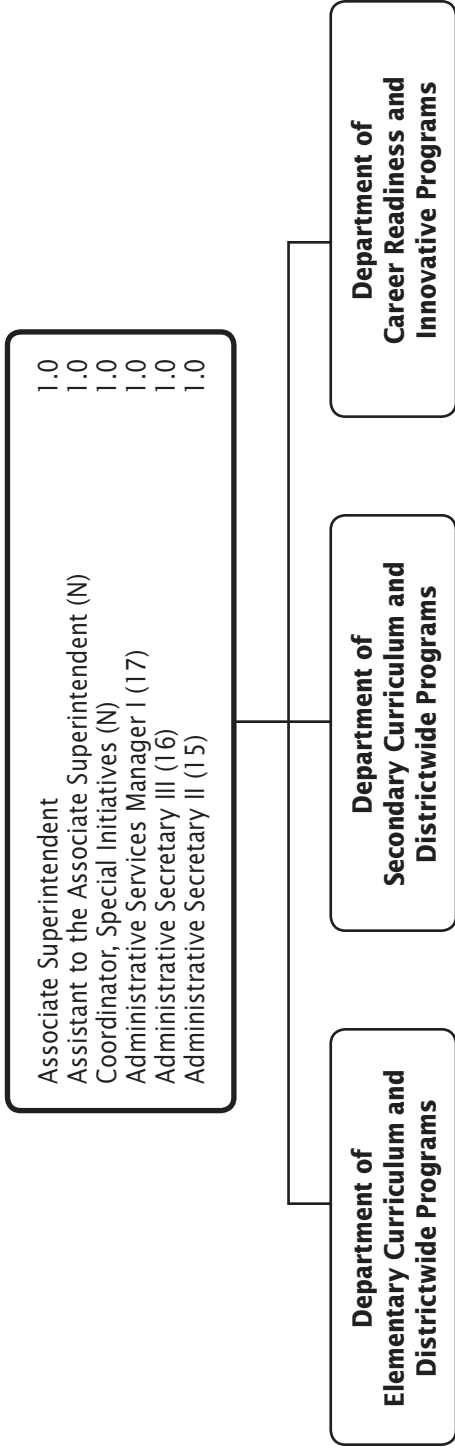 Associate Superintendent 1.0
Assistant to the Associate Superintendent (N) 1.0
Coordinator, Special Initiatives (N) 1.0
Administrative Services Manager I (17) 1.0
Administrative Secretary III (16) 1.0
Administrative Secretary II (15) 1.0
Department of
Elementary Curriculum and
Districtwide Programs
Department of
Secondary Curriculum and
Districtwide Programs
Department of
Career Readiness and
Innovative Programs